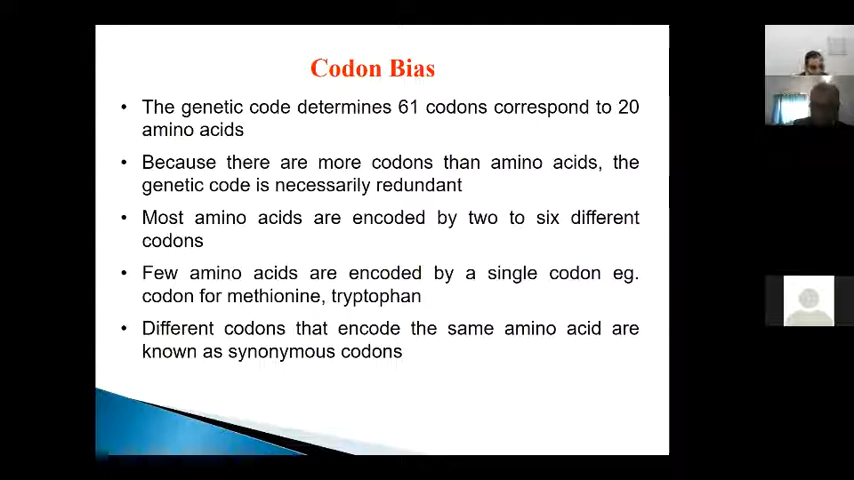 Codon Bias
• The genetic code determines 61 codons correspond to 20
amino acids
• Because there are more codons than amino acids, the
genetic code is necessarily redundant
• Most amino acids are encoded by two to six different
codons
• Few amino acids are encoded by a single codon eg.
codon for methionine, tryptophan
• Different codons that encode the same amino acid are
known as synonymous codons